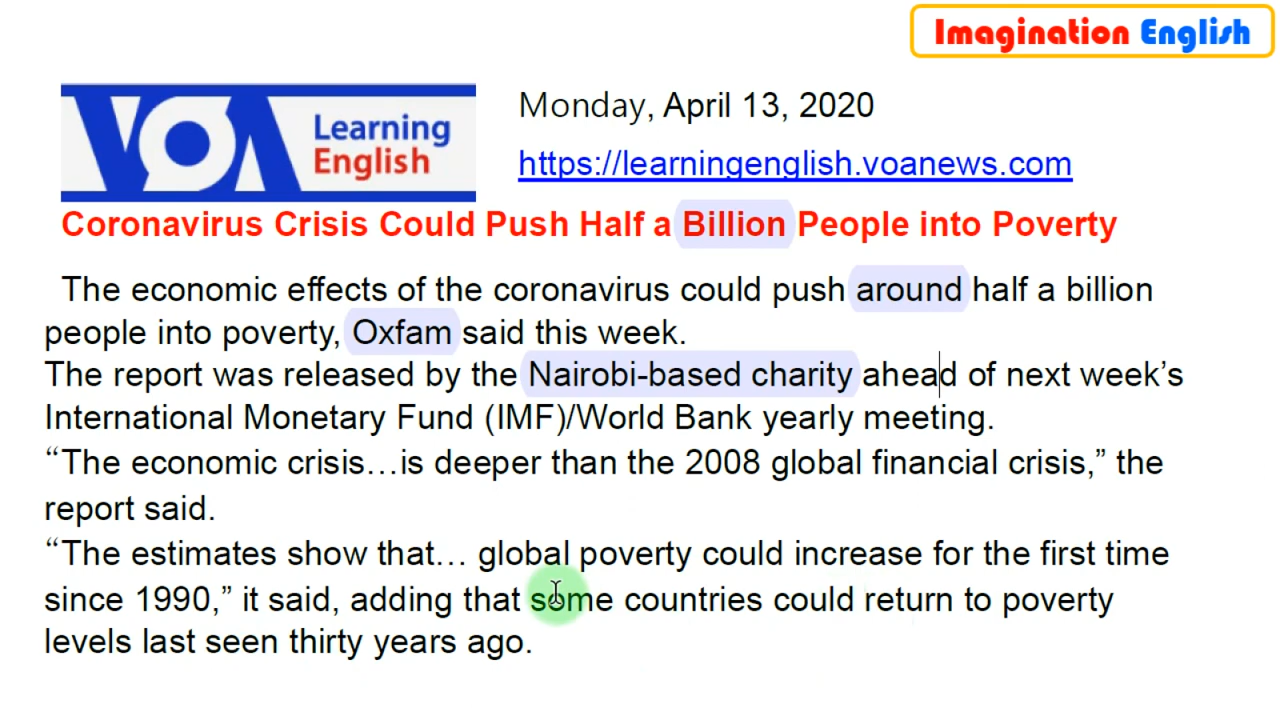 Imagination English
VOA Learning English
Monday, April 13, 2020
https://learningenglish.voanews.com
Coronavirus Crisis Could Push Half a Billion People into Poverty
The economic effects of the coronavirus could push around half a billion
people into poverty, Oxfam said this week.
The report was released by the Nairobi-based charity ahead of next week’s
International Monetary Fund (IMF)/World Bank yearly meeting.
“The economic crisis…is deeper than the 2008 global financial crisis,” the
report said.
“The estimates show that… global poverty could increase for the first time
since 1990,” it said, adding that some countries could return to poverty
levels last seen thirty years ago.